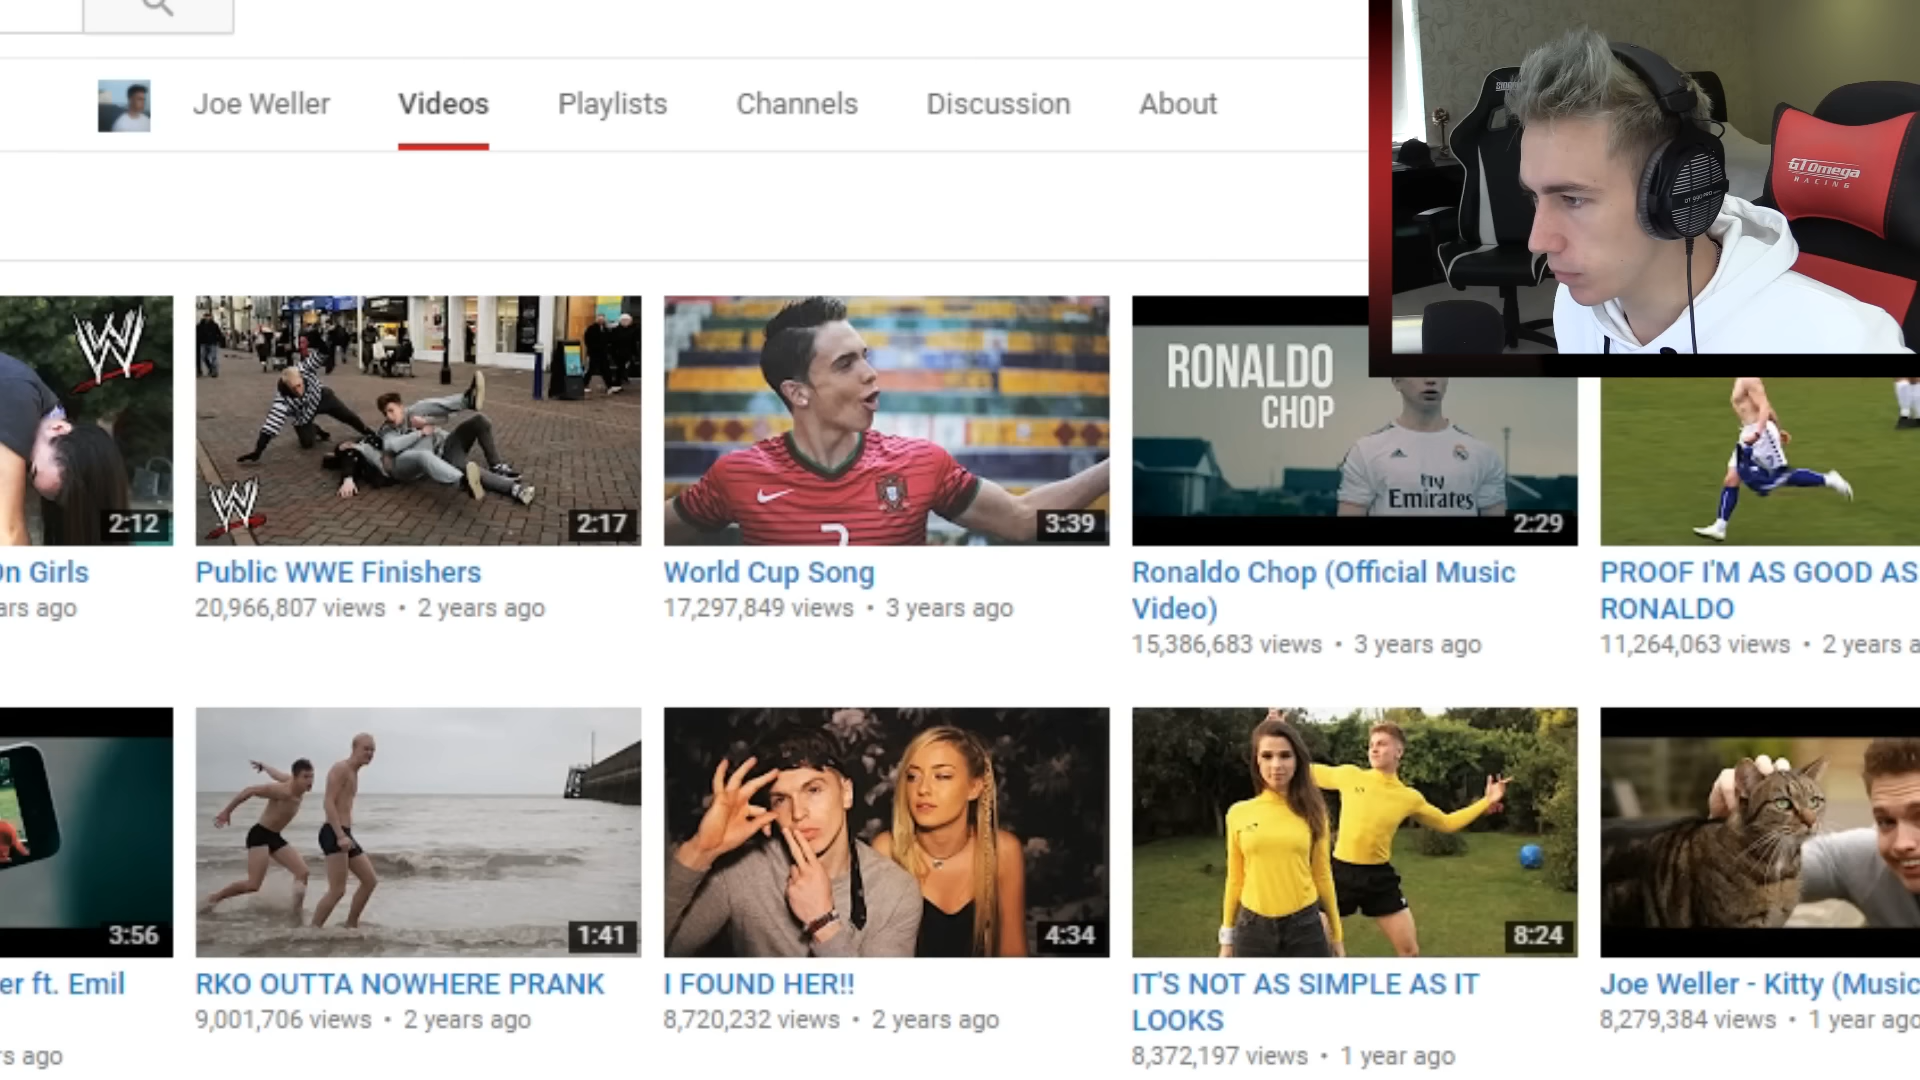 Joe Weller
Videos
Playlists
Channels
Discussion
About
GT Omega
RACING
W
2:12
W
2:17
3:39
RONALDO
CHOP
Fly
Emirates
2:29
On Girls
Public WWE Finishers
World Cup Song
Ronaldo Chop (Official Music
Video)
PROOF I'M AS GOOD AS
RONALDO
ars ago
20,966,807 views • 2 years ago
17,297,849 views • 3 years ago
15,386,683 views • 3 years ago
11,264,063 views • 2 years a
3:56
1:41
4:34
8:24
er ft. Emil
RKO OUTTA NOWHERE PRANK
I FOUND HER!!
IT'S NOT AS SIMPLE AS IT
LOOKS
Joe Weller - Kitty (Music
rs ago
9,001,706 views • 2 years ago
8,720,232 views • 2 years ago
8,372,197 views • 1 year ago
8,279,384 views • 1 year ago